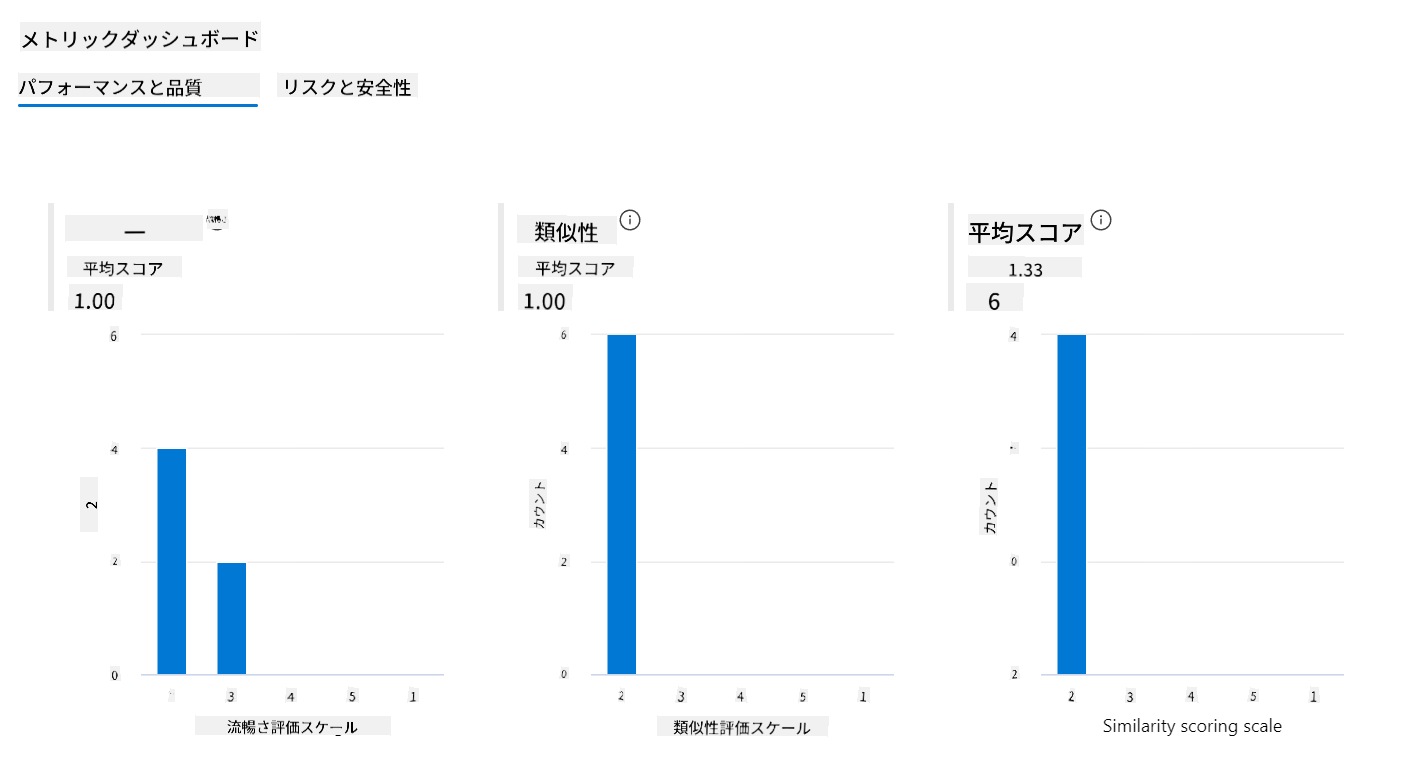 メトリックダッシュボード
パフォーマンスと品質
リスクと安全性
一
流暢さ
平均スコア
1.00
6
4
2
2
0
3
4
5
1
流暢さ評価スケール
類似性
平均スコア
1.00
6
4
カウント
2
0
2
3
4
5
1
類似性評価スケール
平均スコア
1.33
6
4
カウント
0
2
2
3
4
5
1
Similarity scoring scale